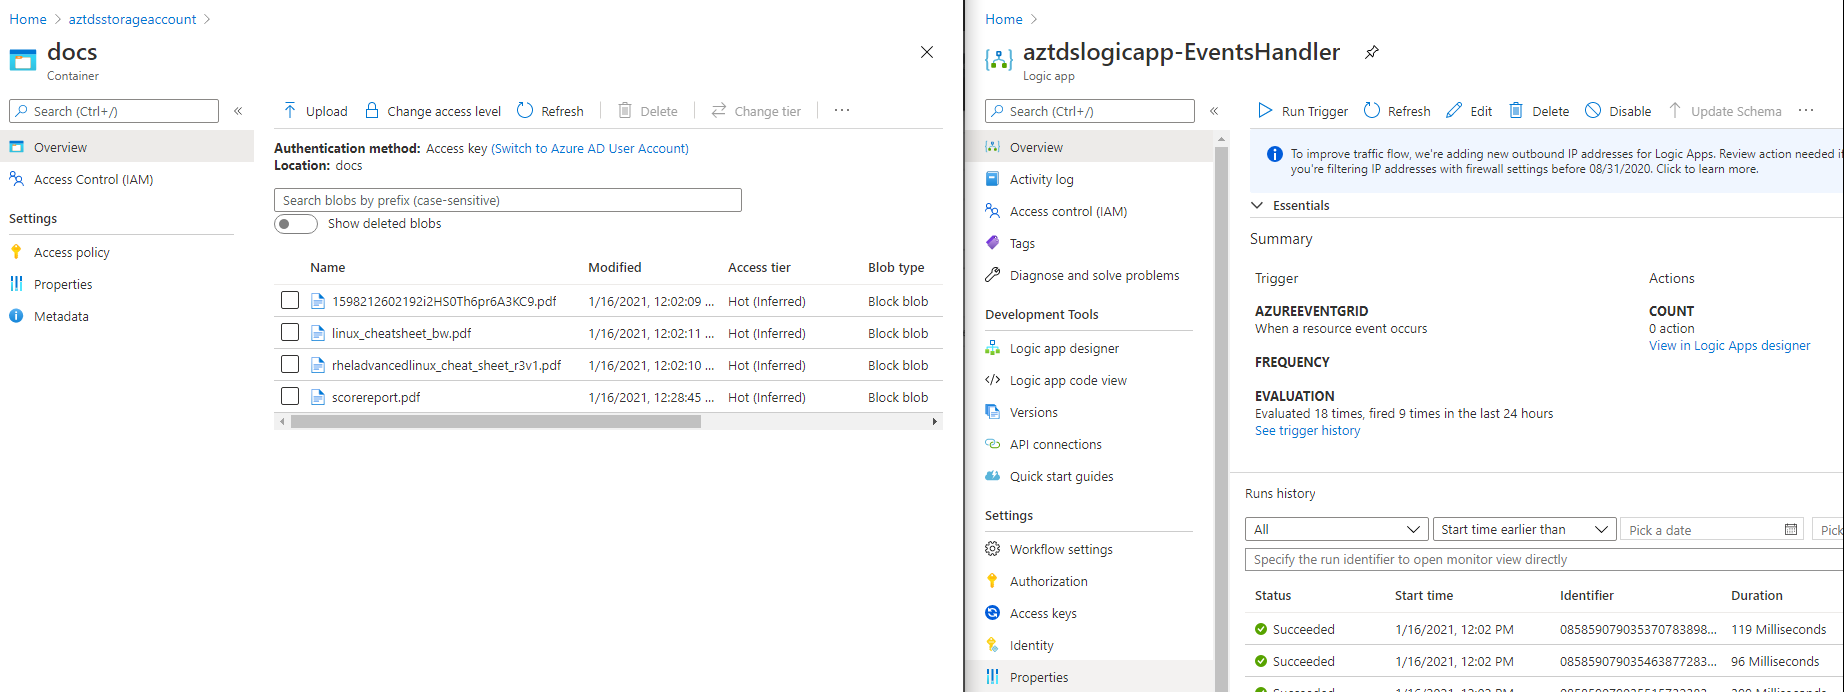 Home > aztdsstorageaccount >
docs
Container
Search (Ctrl+/)
«
Overview
Access Control (IAM)
Settings
Access policy
Properties
Metadata
Upload Change access level Refresh Delete Change tier ...
Authentication method: Access key (Switch to Azure AD User Account)
Location: docs
Search blobs by prefix (case-sensitive)
Show deleted blobs
Name Modified Access tier Blob type
1598212602192i2HS0Th6pr6A3KC9.pdf 1/16/2021, 12:02:09 ... Hot (Inferred) Block blob
linux_cheatsheet_bw.pdf 1/16/2021, 12:02:11 ... Hot (Inferred) Block blob
rheladvancedlinux_cheat_sheet_r3v1.pdf 1/16/2021, 12:02:10 ... Hot (Inferred) Block blob
scorereport.pdf 1/16/2021, 12:28:45 ... Hot (Inferred) Block blob
Home >
aztdslogicapp-EventsHandler
Logic app
Search (Ctrl+/)
«
Overview
Activity log
Access control (IAM)
Tags
Diagnose and solve problems
Development Tools
Logic app designer
Logic app code view
Versions
API connections
Quick start guides
Settings
Workflow settings
Authorization
Access keys
Identity
Properties
Run Trigger Refresh Edit Delete Disable Update Schema ...
To improve traffic flow, we're adding new outbound IP addresses for Logic Apps. Review action needed if
you're filtering IP addresses with firewall settings before 08/31/2020. Click to learn more.
Essentials
Summary
Trigger
AZUREEVENTGRID
When a resource event occurs
FREQUENCY
EVALUATION
Evaluated 18 times, fired 9 times in the last 24 hours
See trigger history
Actions
COUNT
0 action
View in Logic Apps designer
Runs history
All Start time earlier than Pick a date Pick
Specify the run identifier to open monitor view directly
Status Start time Identifier Duration
Succeeded 1/16/2021, 12:02 PM 085859079035370783898... 119 Milliseconds
Succeeded 1/16/2021, 12:02 PM 085859079035463877283... 96 Milliseconds